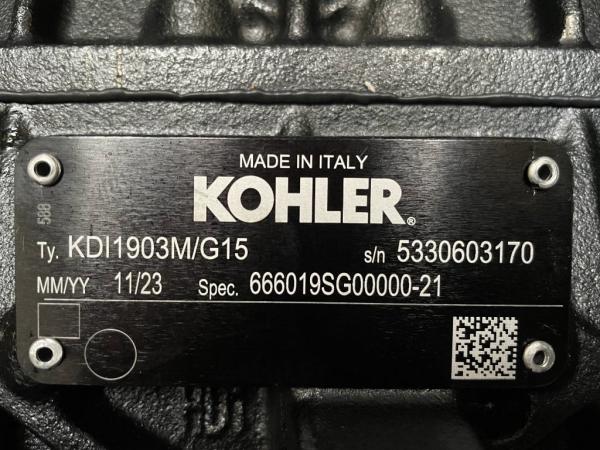 MADE IN ITALY
KOHLER®
Ty. KDI1903M/G15 s/n 5330603170
MM/YY 11/23 Spec. 666019SG00000-21